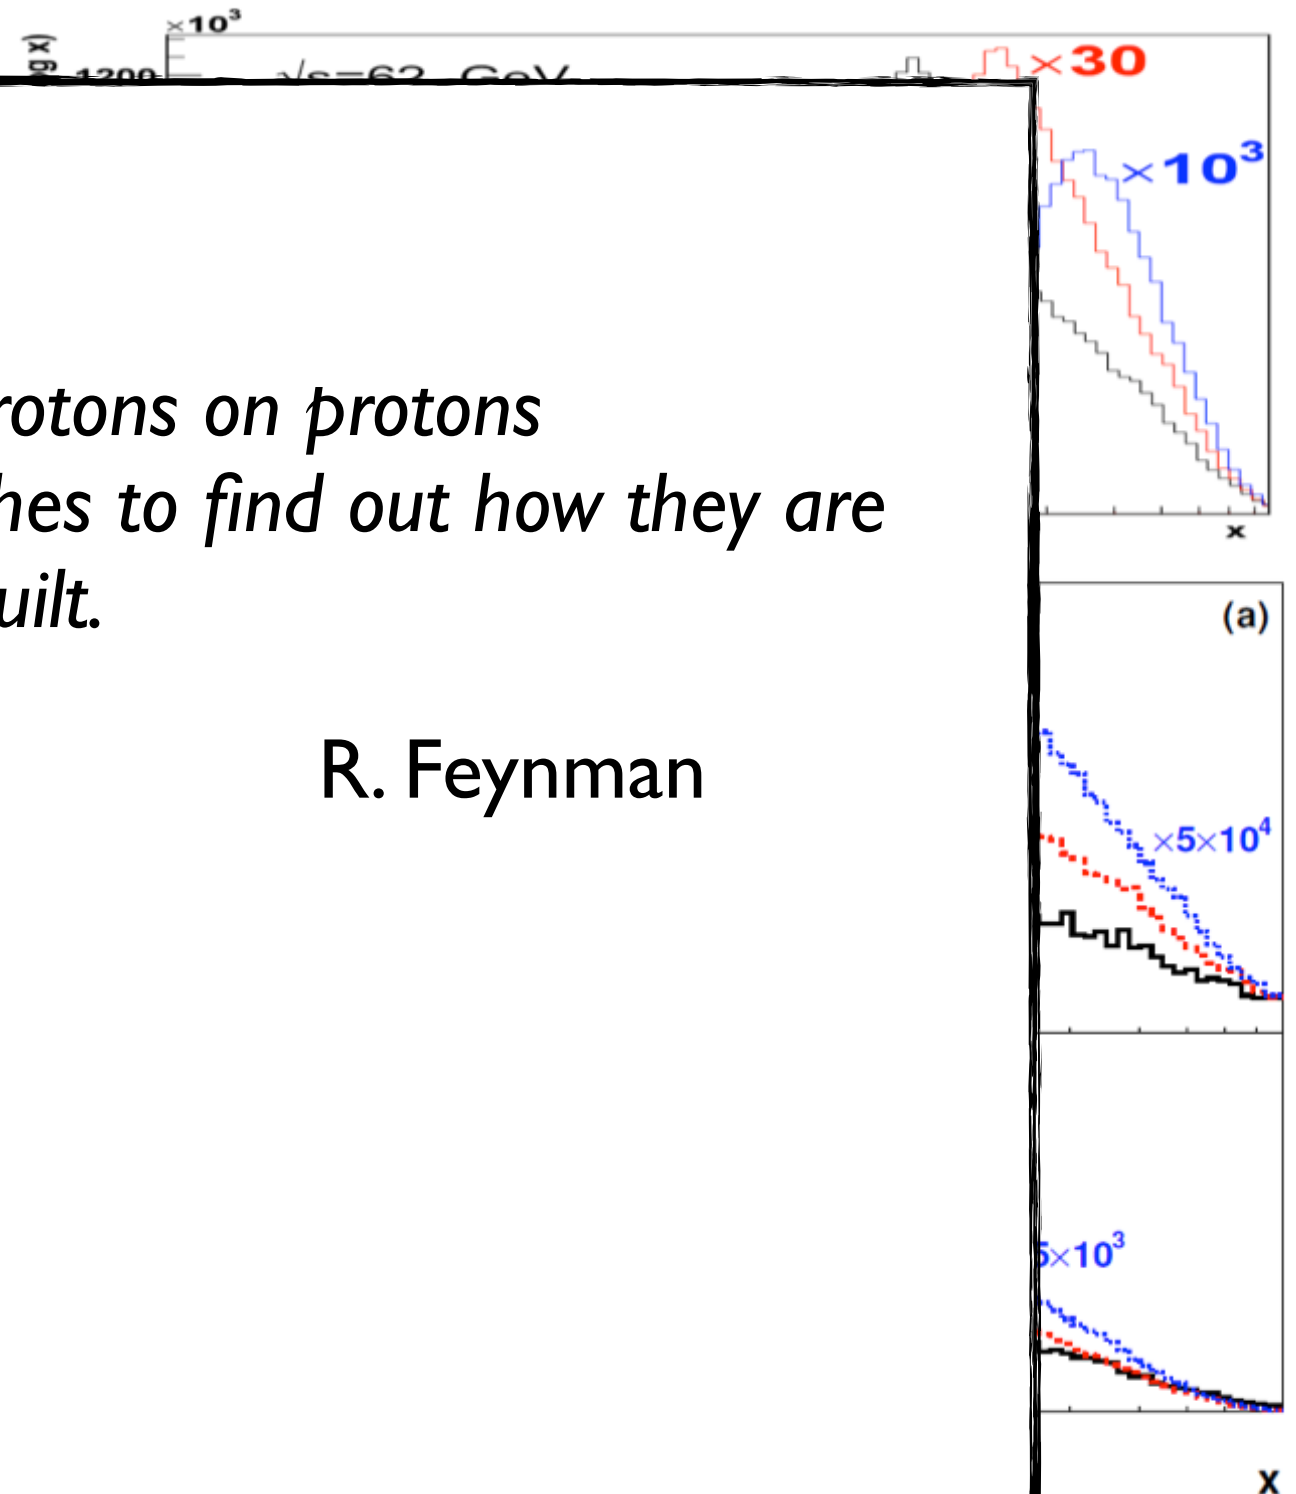 ×10³
g x)
1200
√s=62 GeV
×30
×10³
x
rotons on protons
hes to find out how they are
uilt.
R. Feynman
(a)
×5×10⁴
5×10³
x